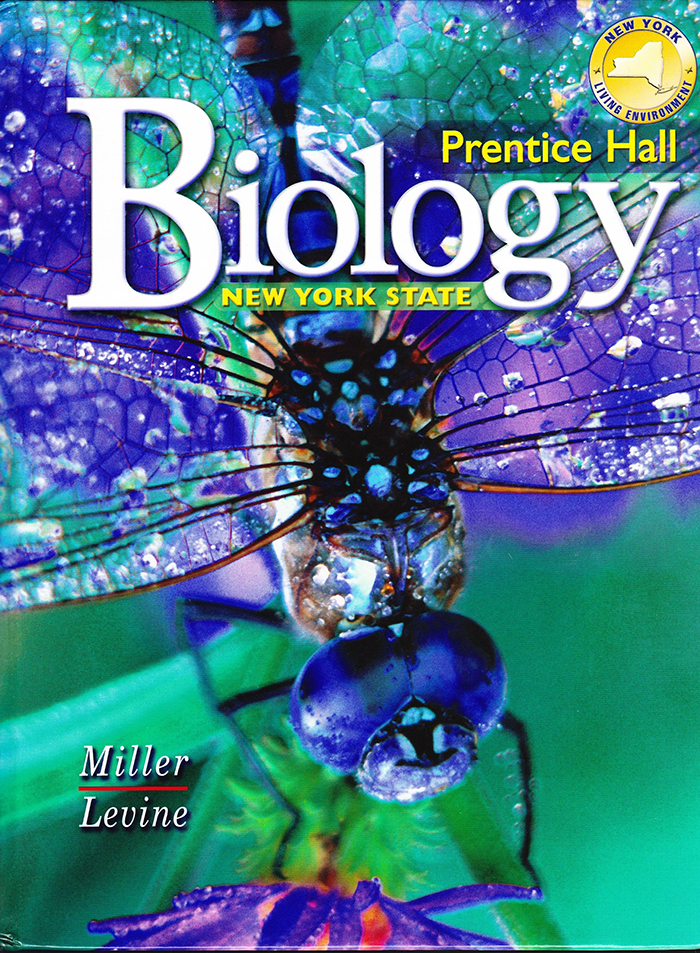 NEW YORK
LIVING ENVIRONMENT
Prentice Hall
Biology
NEW YORK STATE
Miller
Levine